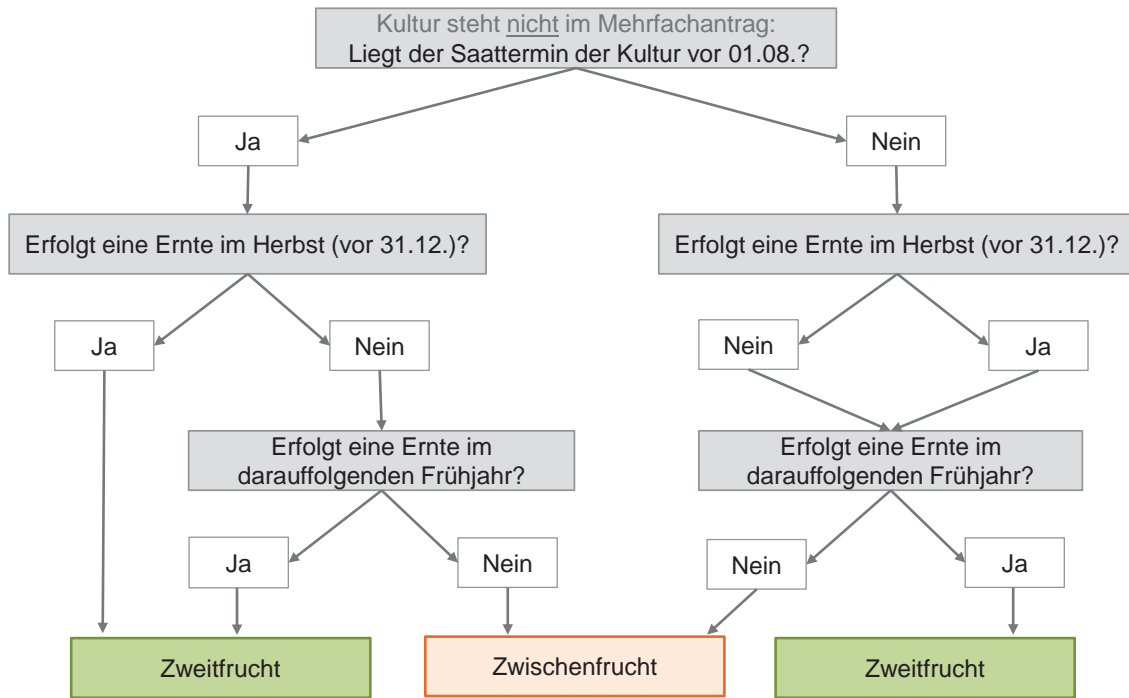 Kultur steht nicht im Mehrfachantrag:
Liegt der Saattermin der Kultur vor 01.08.?
Ja
Nein
Erfolgt eine Ernte im Herbst (vor 31.12.)?
Erfolgt eine Ernte im Herbst (vor 31.12.)?
Ja
Nein
Nein
Ja
Erfolgt eine Ernte im
darauffolgenden Frühjahr?
Erfolgt eine Ernte im
darauffolgenden Frühjahr?
Ja
Nein
Nein
Ja
Zweitfrucht
Zwischenfrucht
Zweitfrucht